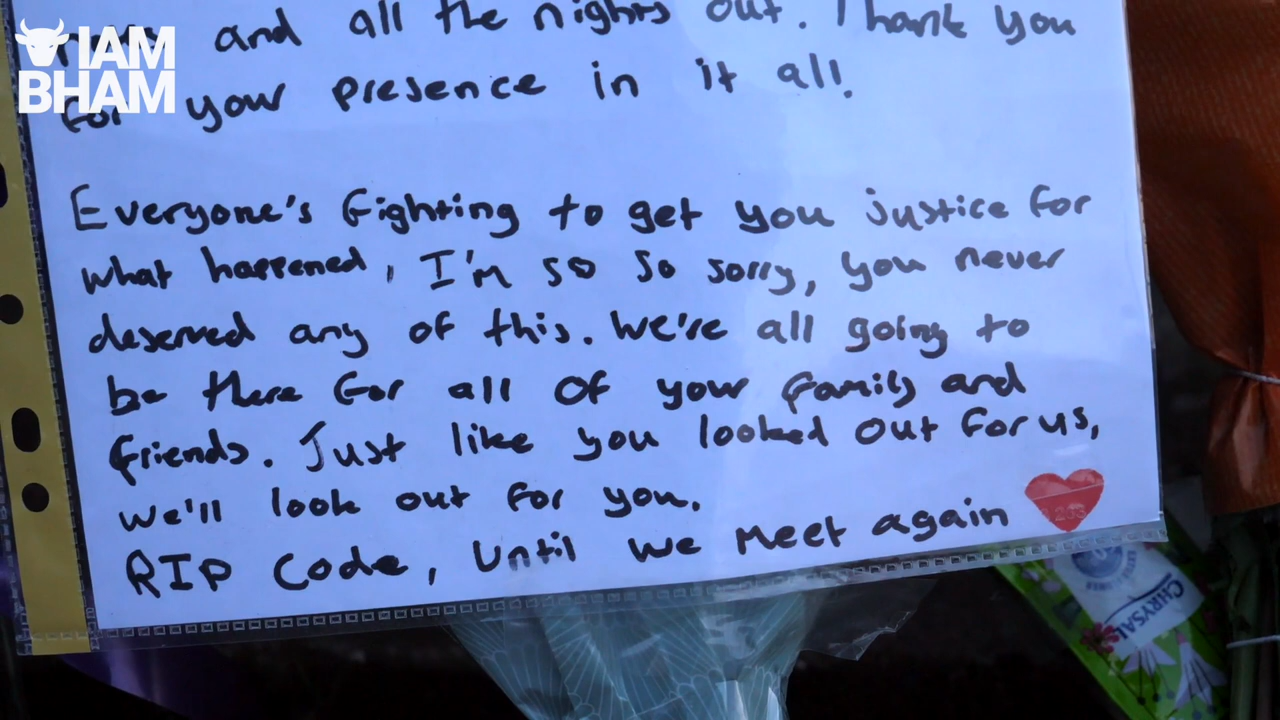 IAM
BHAM
and all the nights out. Thank you
for your presence in it all!
Everyone's fighting to get you justice for
what happened, I'm so so sorry, you never
deserved any of this. We're all going to
be there for all of your family and
friends. Just like you looked out for us,
we'll look out for you.
RIP Code, until we meet again
CHRYSAL